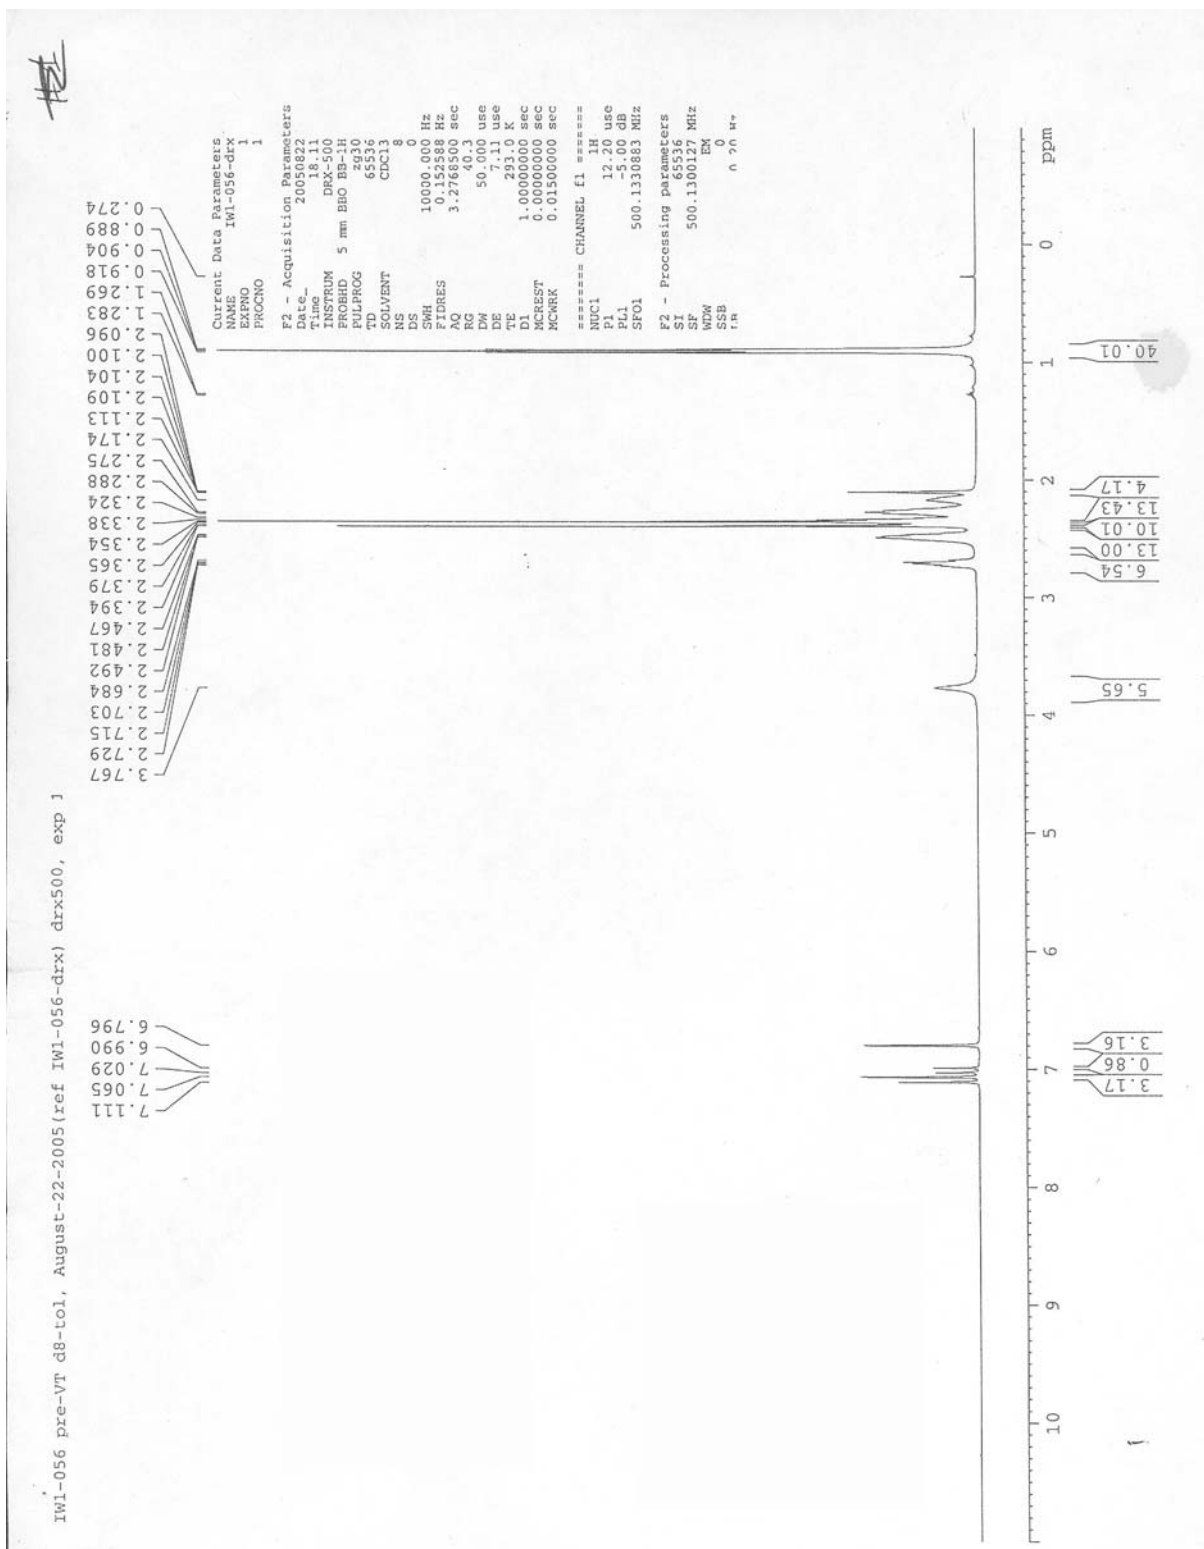 IW1-056 pre-VT d8-tol, August-22-2005(ref IW1-056-drx) drx500, exp 1
7.111
7.065
7.029
6.990
6.796
3.767
2.729
2.715
2.703
2.684
2.492
2.481
2.467
2.394
2.379
2.365
2.354
2.338
2.324
2.288
2.275
2.174
2.113
2.109
2.104
2.100
2.096
1.283
1.269
0.918
0.904
0.889
0.274
Current Data Parameters
NAME IW1-056-drx
EXPNO 1
PROCNO 1
F2 - Acquisition Parameters
Date_ 20050822
Time 18.11
INSTRUM DRX-500
PROBHD 5 mm BBO BB-1H
PULPROG zg30
TD 65536
SOLVENT CDCl3
NS 8
DS 0
SWH 10000.000 Hz
FIDRES 0.152588 Hz
AQ 3.2768500 sec
RG 40.3
DW 50.000 use
DE 7.11 use
TE 293.0 K
D1 1.00000000 sec
MCREST 0.00000000 sec
MCWRK 0.01500000 sec
======== CHANNEL f1 ========
NUC1 1H
P1 12.20 use
PL1 -5.00 dB
SFO1 500.1330883 MHz
F2 - Processing parameters
SI 65536
SF 500.1300127 MHz
WDW EM
SSB 0
10 9 8 7 6 5 4 3 2 1 0 ppm
3.17
0.86
3.16
5.65
6.54
13.00
10.01
13.43
4.17
40.01